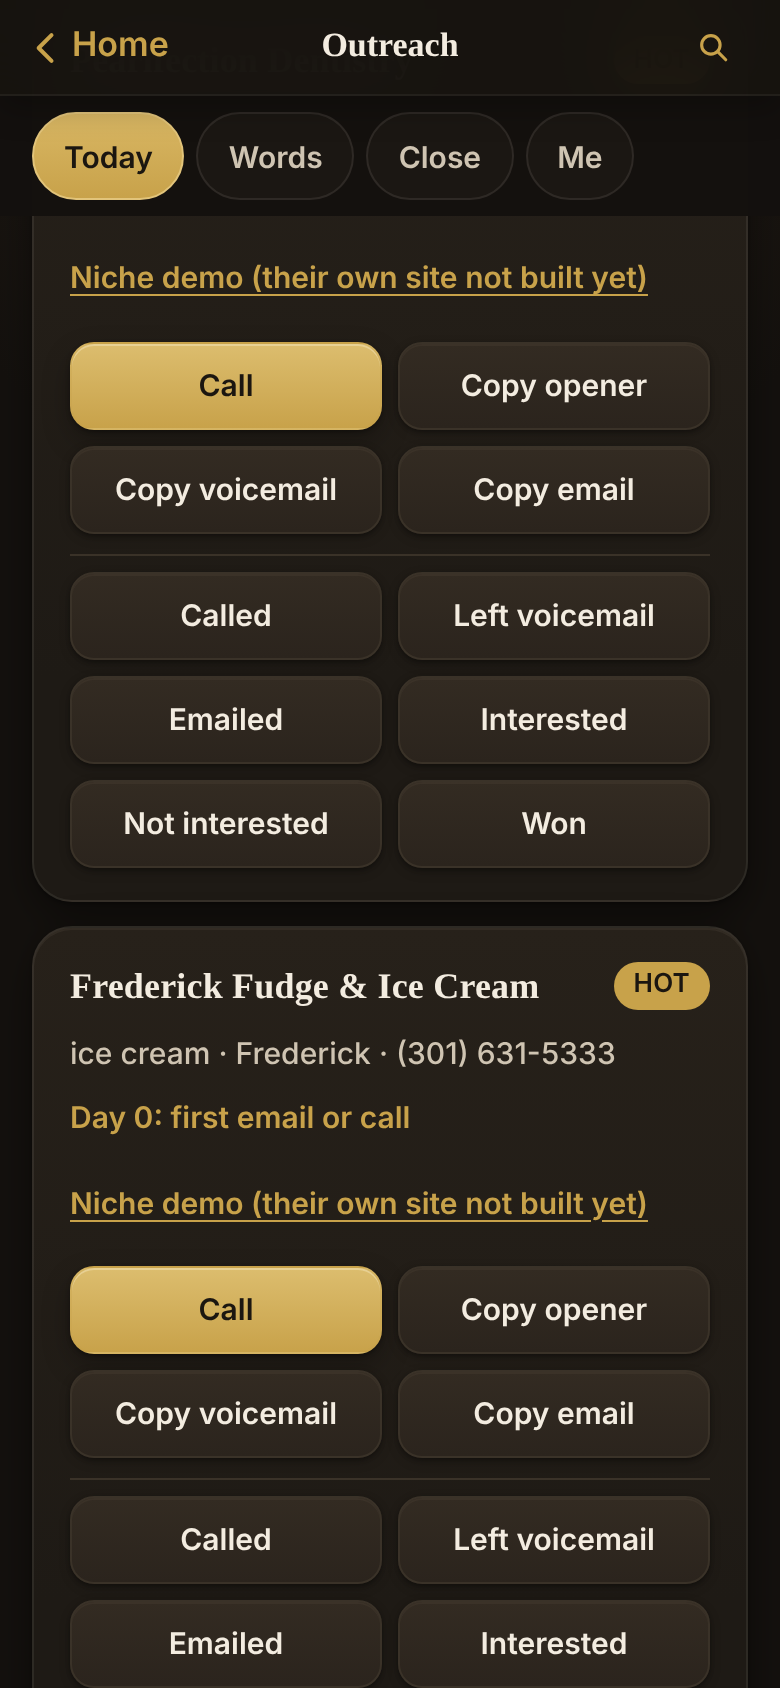 Home
Outreach
Today
Words
Close
Me
Niche demo (their own site not built yet)
Call
Copy opener
Copy voicemail
Copy email
Called
Left voicemail
Emailed
Interested
Not interested
Won
Frederick Fudge & Ice Cream
HOT
ice cream · Frederick · (301) 631-5333
Day 0: first email or call
Niche demo (their own site not built yet)
Call
Copy opener
Copy voicemail
Copy email
Called
Left voicemail
Emailed
Interested